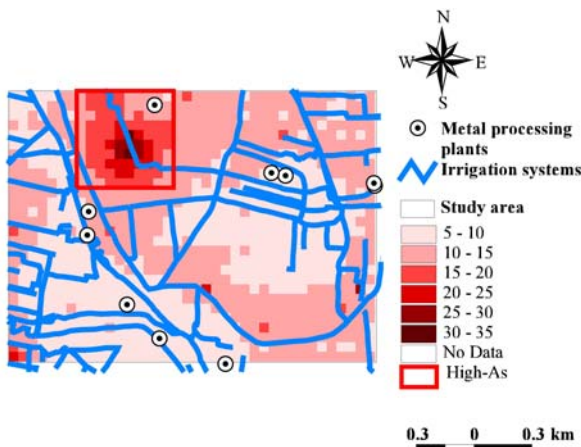 N
W E
S
Metal processing
plants
Irrigation systems
Study area
5 - 10
10 - 15
15 - 20
20 - 25
25 - 30
30 - 35
No Data
High-As
0.3 0 0.3 km